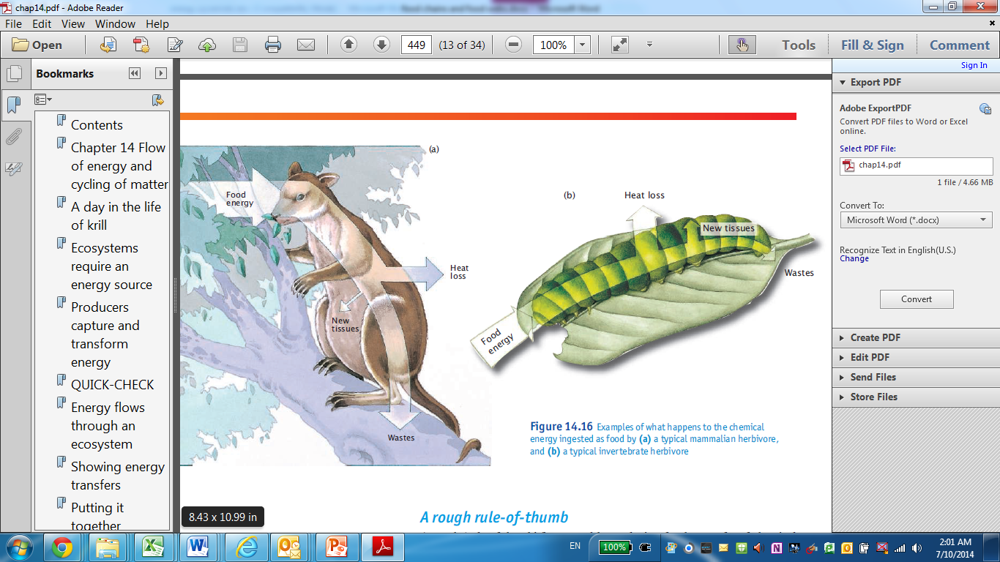 chap14.pdf - Adobe Reader
File Edit View Window Help
Open 449 (13 of 34) 100% Tools Fill & Sign Comment
Sign In
Bookmarks
Contents
Chapter 14 Flow
of energy and
cycling of matter
A day in the life
of krill
Ecosystems
require an
energy source
Producers
capture and
transform
energy
QUICK-CHECK
Energy flows
through an
ecosystem
Showing energy
transfers
Putting it
together
(a)
Food
energy
Heat
loss
New
tissues
Wastes
(b)
Heat loss
New tissues
Wastes
Food
energy
Figure 14.16 Examples of what happens to the chemical
energy ingested as food by (a) a typical mammalian herbivore,
and (b) a typical invertebrate herbivore
A rough rule-of-thumb
8.43 x 10.99 in
Export PDF
Adobe ExportPDF
Convert PDF files to Word or Excel
online.
Select PDF File:
chap14.pdf
1 file / 4.66 MB
Convert To:
Microsoft Word (*.docx)
Recognize Text in English(U.S.)
Change
Convert
Create PDF
Edit PDF
Send Files
Store Files
EN
100%
2:01 AM
7/10/2014